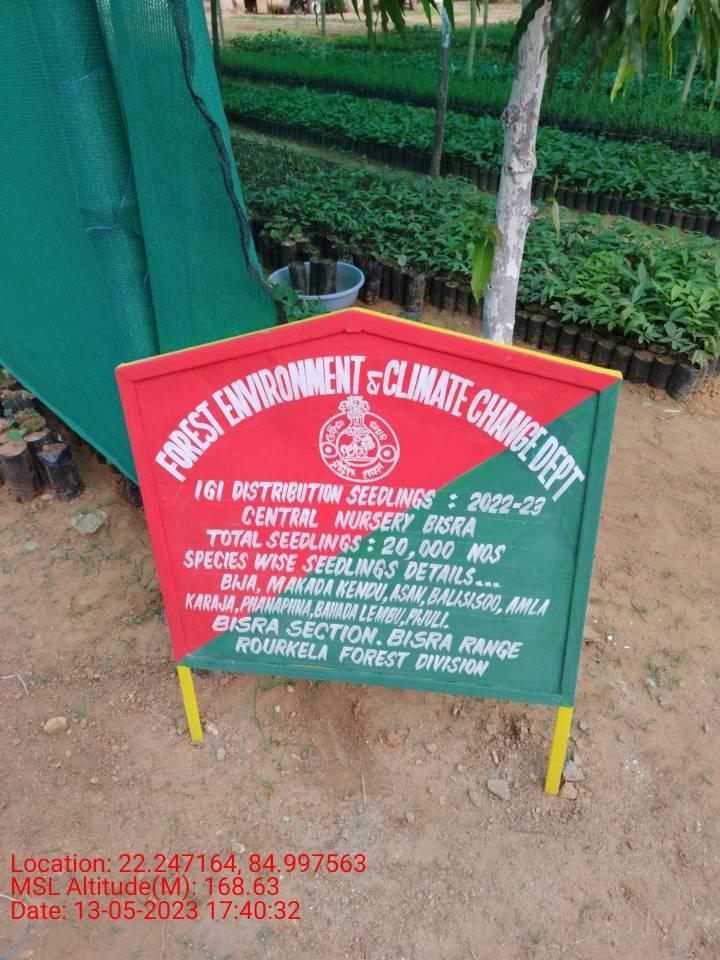 FOREST ENVIRONMENT & CLIMATE CHANGE DEPT
IGI DISTRIBUTION SEEDLINGS : 2022-23
CENTRAL NURSERY BISRA
TOTAL SEEDLINGS : 20,000 NOS
SPECIES WISE SEEDLINGS DETAILS...
BIJA, MAKADA KENDU, ASAN, BALISISOO, AMLA
KARAJA, PHANAPHNA, BAHADA LEMBU, PIJULI.
BISRA SECTION. BISRA RANGE
ROURKELA FOREST DIVISION
Location: 22.247164, 84.997563
MSL Altitude(M): 168.63
Date: 13-05-2023 17:40:32